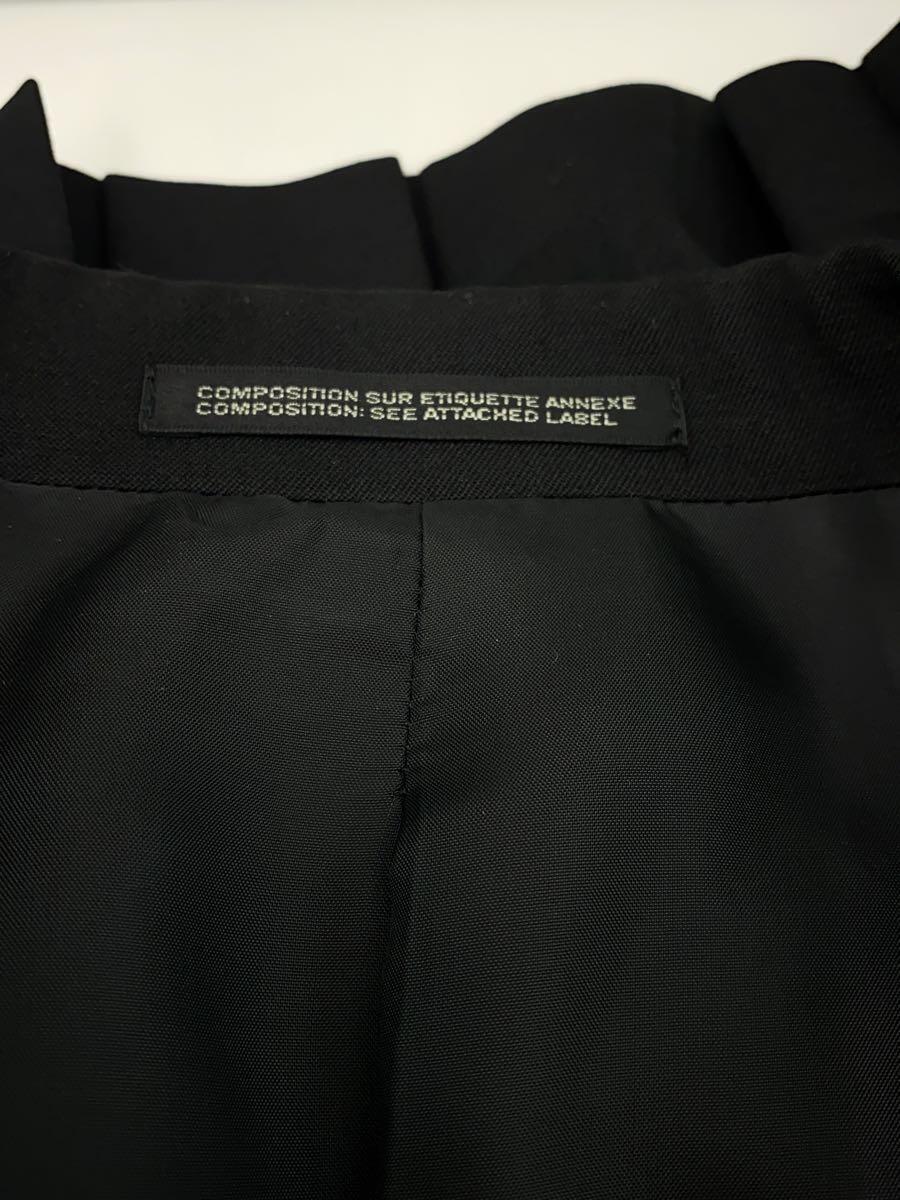 COMPOSITION SUR ETIQUETTE ANNEXE
COMPOSITION: SEE ATTACHED LABEL